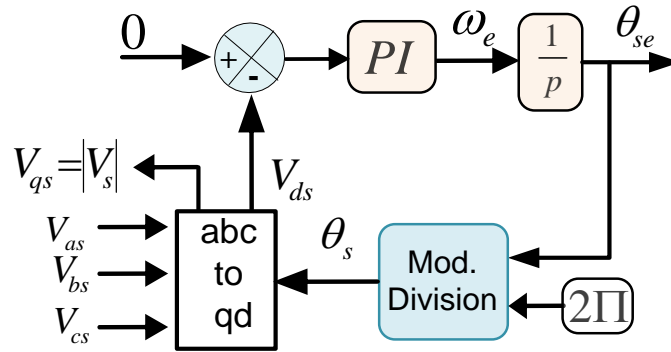 0
+
-
PI
ω_e
1/p
θ_se
V_qs=|V_s|
V_ds
V_as
V_bs
V_cs
abc
to
qd
θ_s
Mod.
Division
2Π